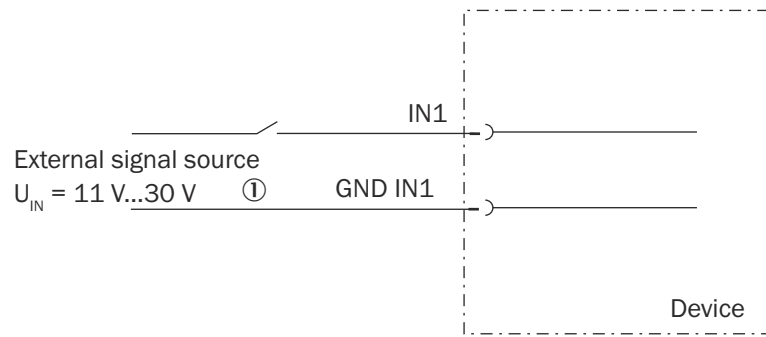 IN1
External signal source
U_IN = 11 V...30 V ①
GND IN1
Device